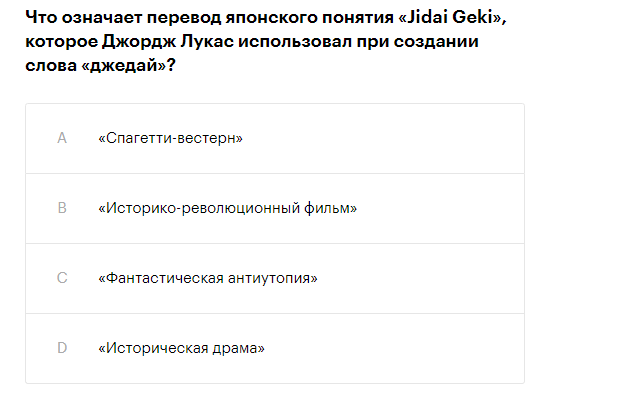 Что означает перевод японского понятия «Jidai Geki»,
которое Джордж Лукас использовал при создании
слова «джедай»?
A «Спагетти-вестерн»
B «Историко-революционный фильм»
C «Фантастическая антиутопия»
D «Историческая драма»